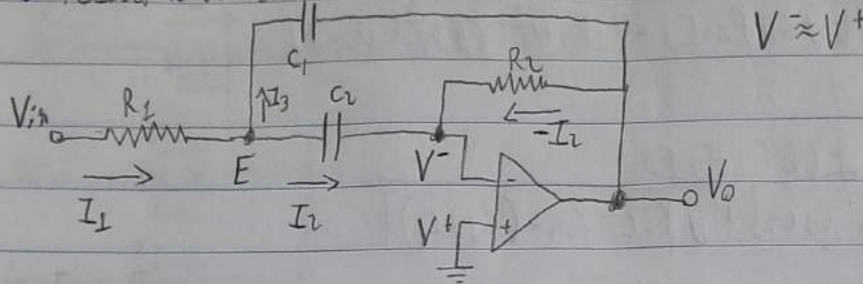 V⁻ ≈ V⁺
C₁
R₂
Vin
R1
↑I3
C2
-I2
E
V⁻
-
I1
I2
V⁺
+
V0